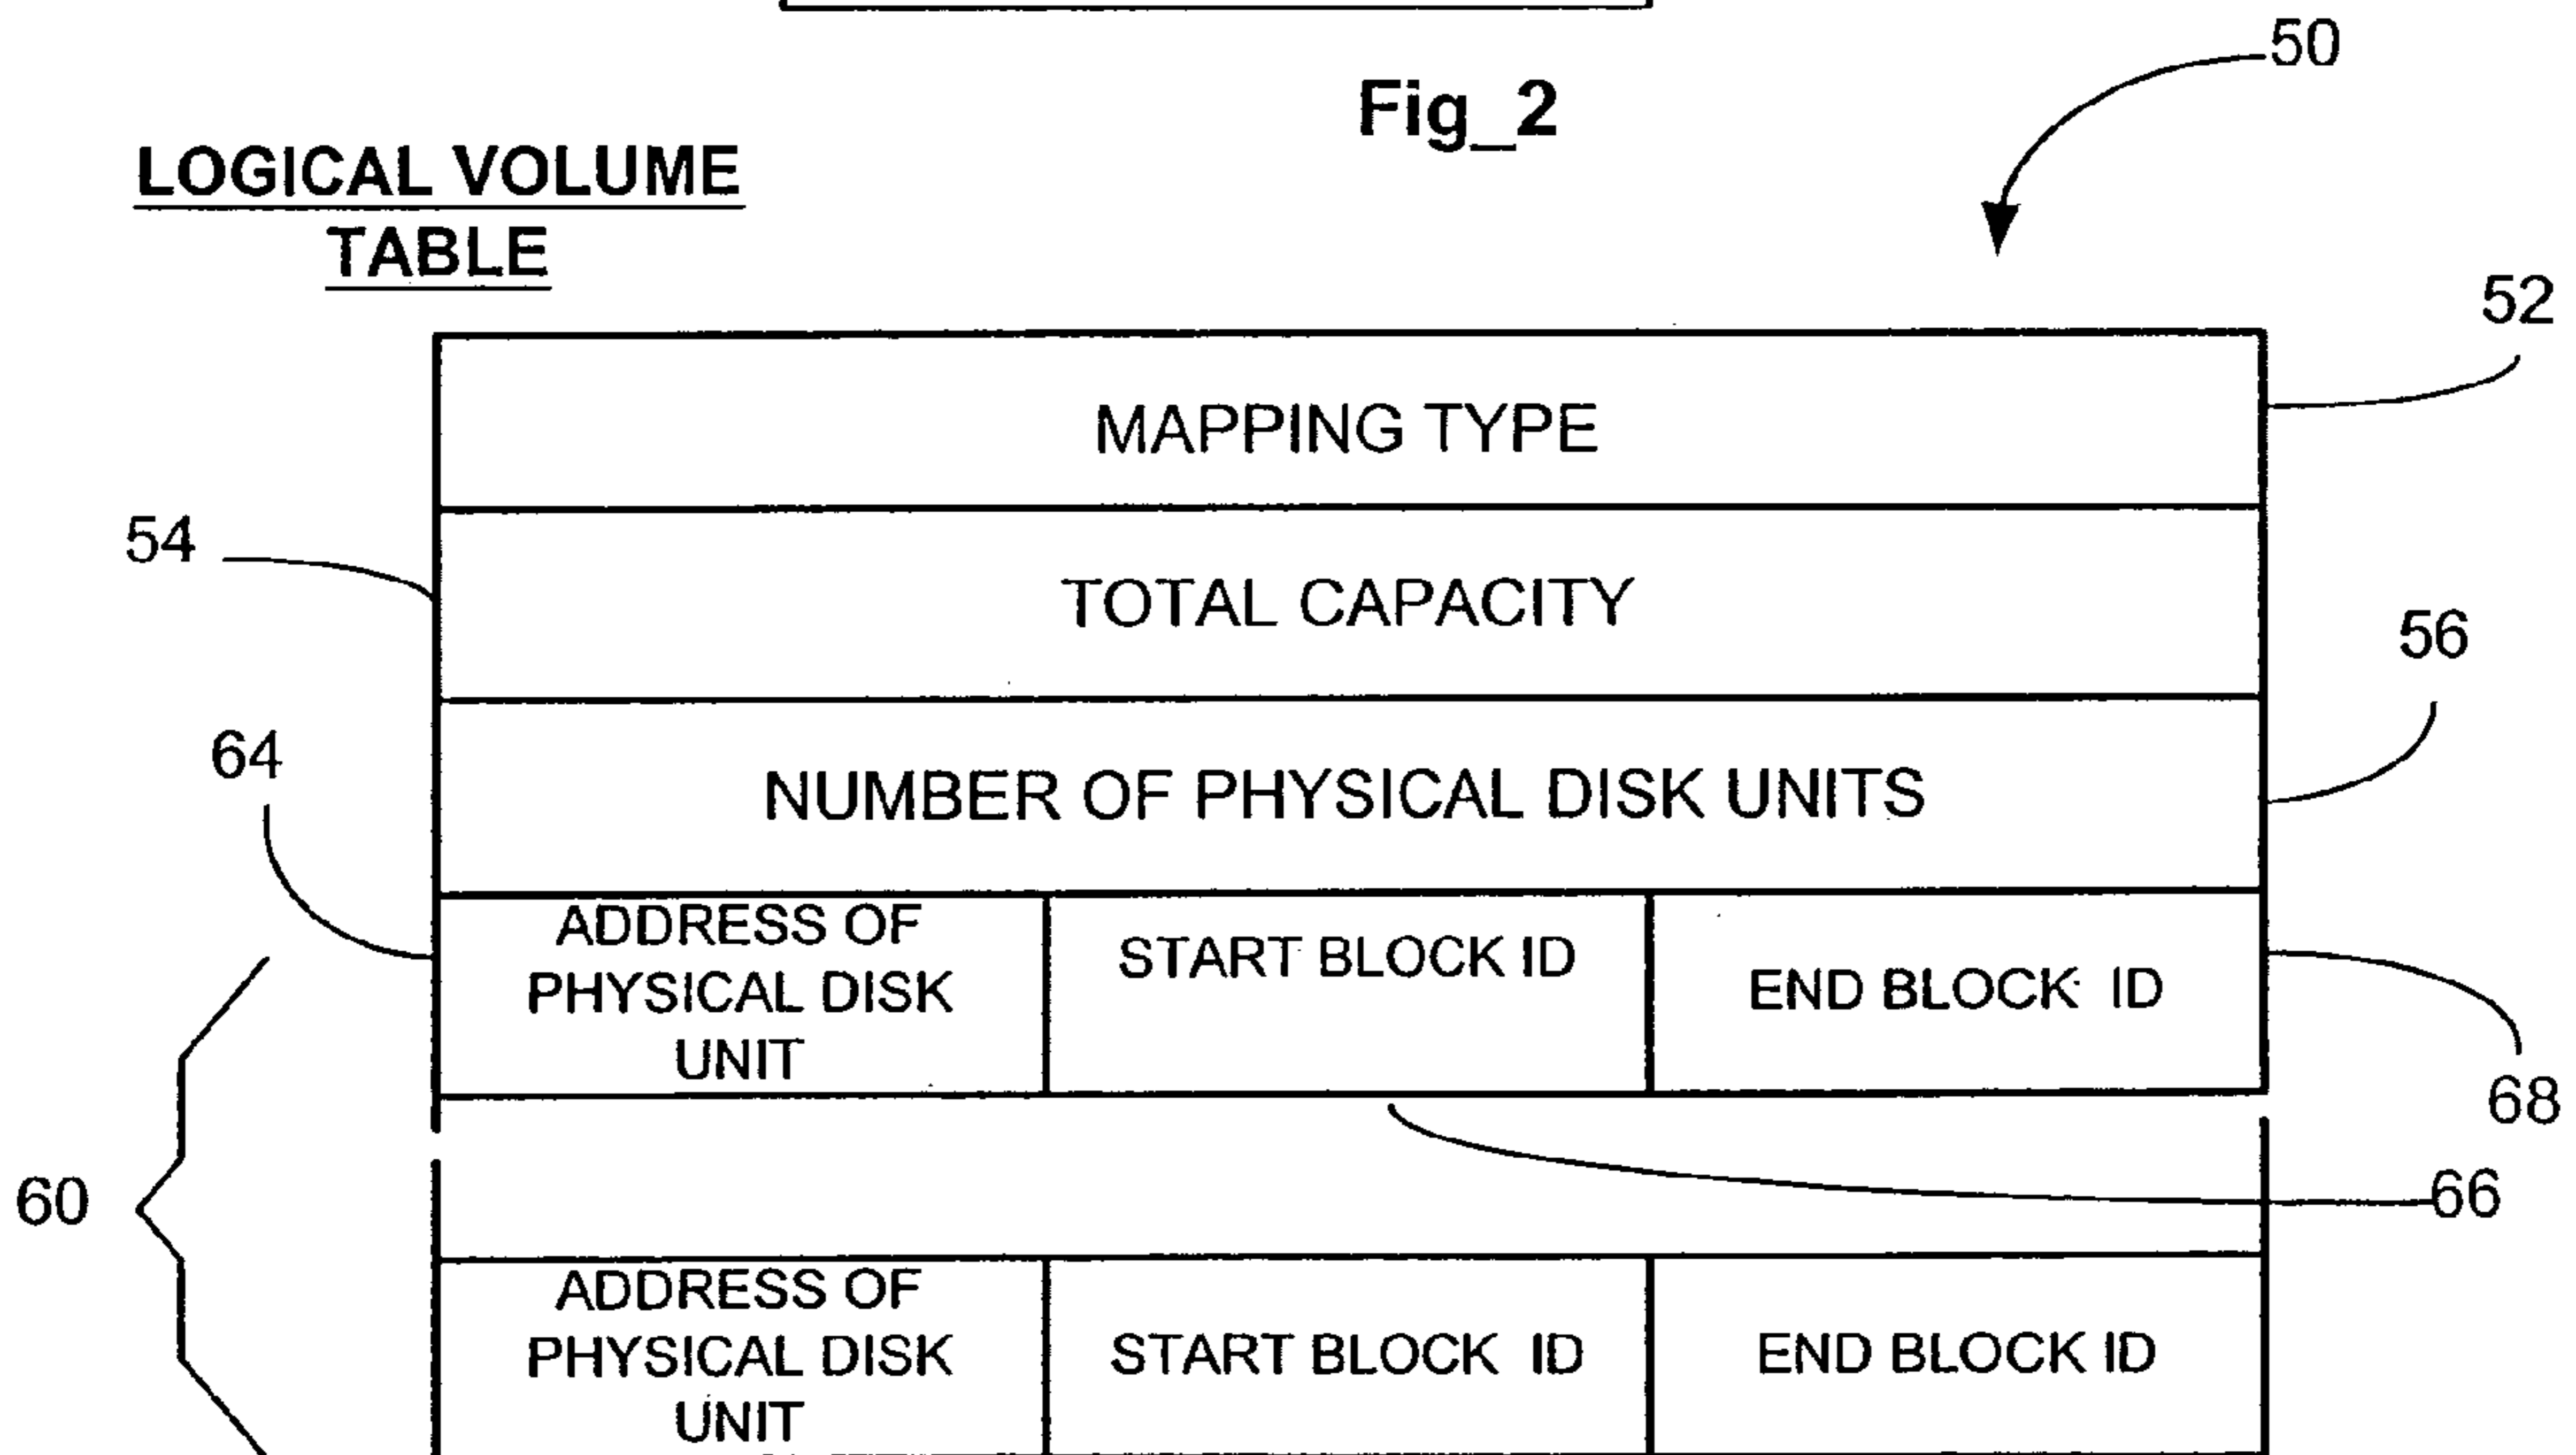 Fig_2
50
LOGICAL VOLUME
TABLE
52
MAPPING TYPE
54
TOTAL CAPACITY
56
NUMBER OF PHYSICAL DISK UNITS
64
ADDRESS OF
PHYSICAL DISK
UNIT
START BLOCK ID
END BLOCK ID
68
66
60
ADDRESS OF
PHYSICAL DISK
UNIT
START BLOCK ID
END BLOCK ID